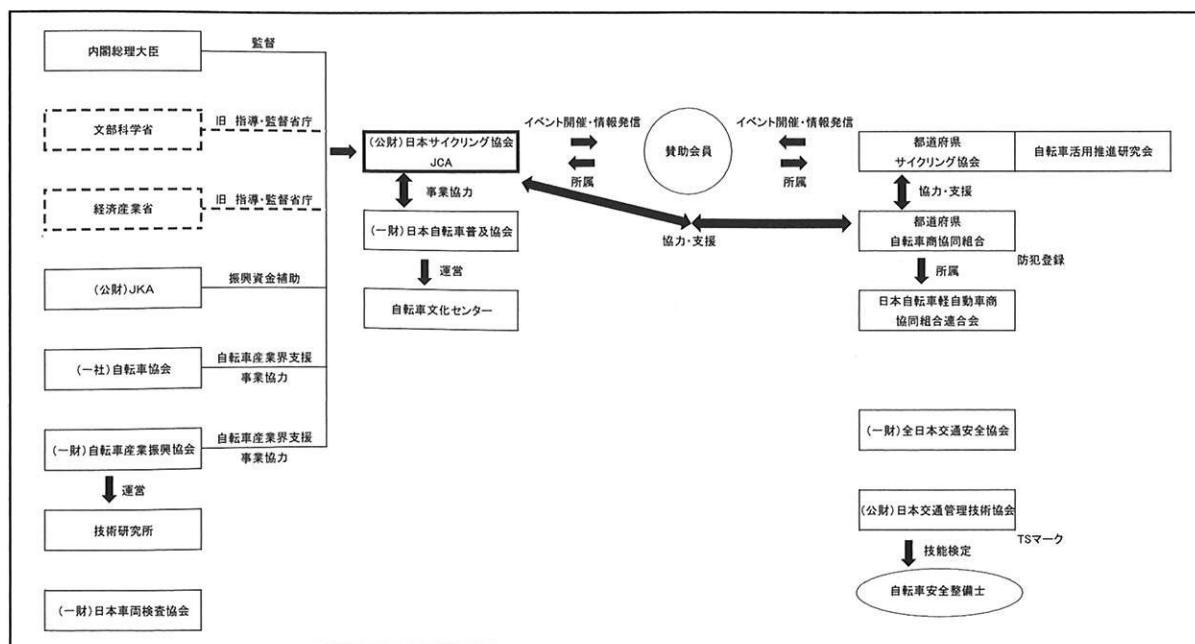 内閣総理大臣
監督
文部科学省
旧 指導・監督省庁
経済産業省
旧 指導・監督省庁
(公財)JKA
振興資金補助
(一社)自転車協会
自転車産業界支援
事業協力
(一財)自転車産業振興協会
自転車産業界支援
事業協力
運営
技術研究所
(一財)日本車両検査協会
(公財)日本サイクリング協会
JCA
事業協力
(一財)日本自転車普及協会
運営
自転車文化センター
イベント開催・情報発信
所属
賛助会員
イベント開催・情報発信
所属
協力・支援
都道府県
サイクリング協会
自転車活用推進研究会
協力・支援
都道府県
自転車商協同組合
防犯登録
所属
日本自転車軽自動車商
協同組合連合会
(一財)全日本交通安全協会
(公財)日本交通管理技術協会
TSマーク
技能検定
自転車安全整備士